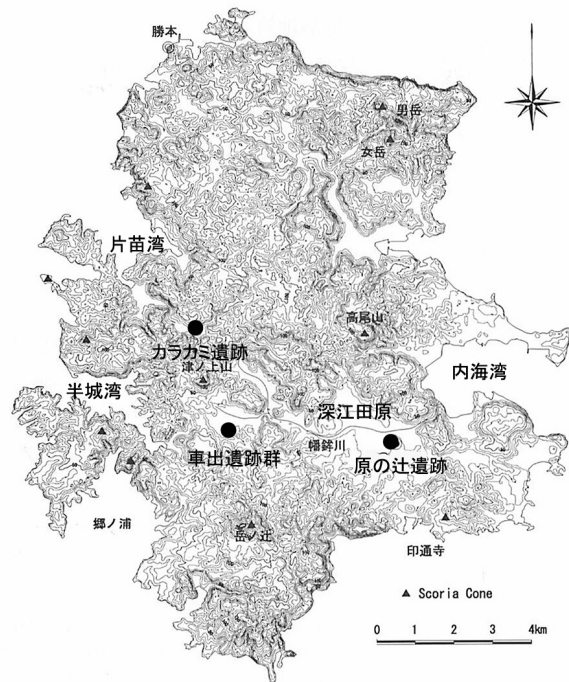 勝本
男岳
女岳
片苗湾
高尾山
カラカミ遺跡
津ノ上山
内海湾
半城湾
深江田原
車出遺跡群
幡鉾川
原の辻遺跡
郷ノ浦
岳ノ辻
印通寺
▲ Scoria Cone
0 1 2 3 4km